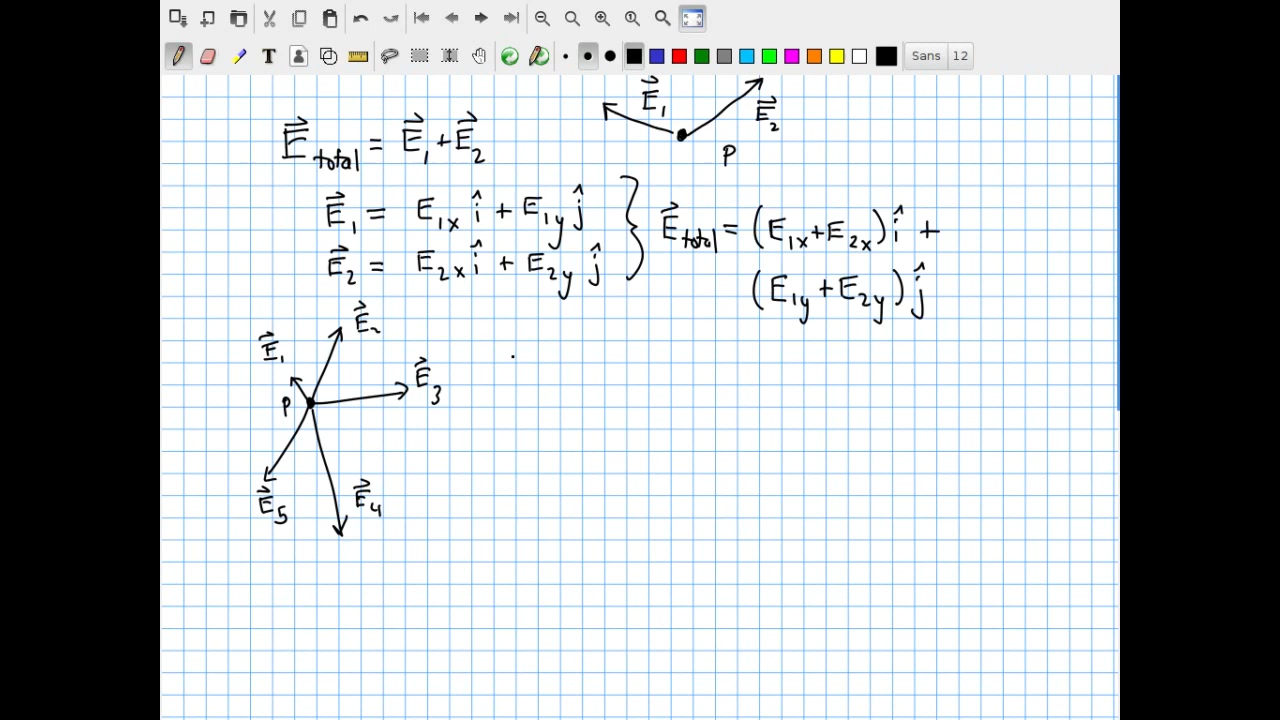 Sans 12
E⃗₁
E⃗₂
P
E⃗total = E⃗₁ + E⃗₂
E⃗₁ = E₁ₓ î + E₁y ĵ
E⃗₂ = E₂ₓ î + E₂y ĵ
E⃗total = (E₁ₓ + E₂ₓ) î +
(E₁y + E₂y) ĵ
E⃗₂
E⃗₁
E⃗₃
P
E⃗₅
E⃗₄